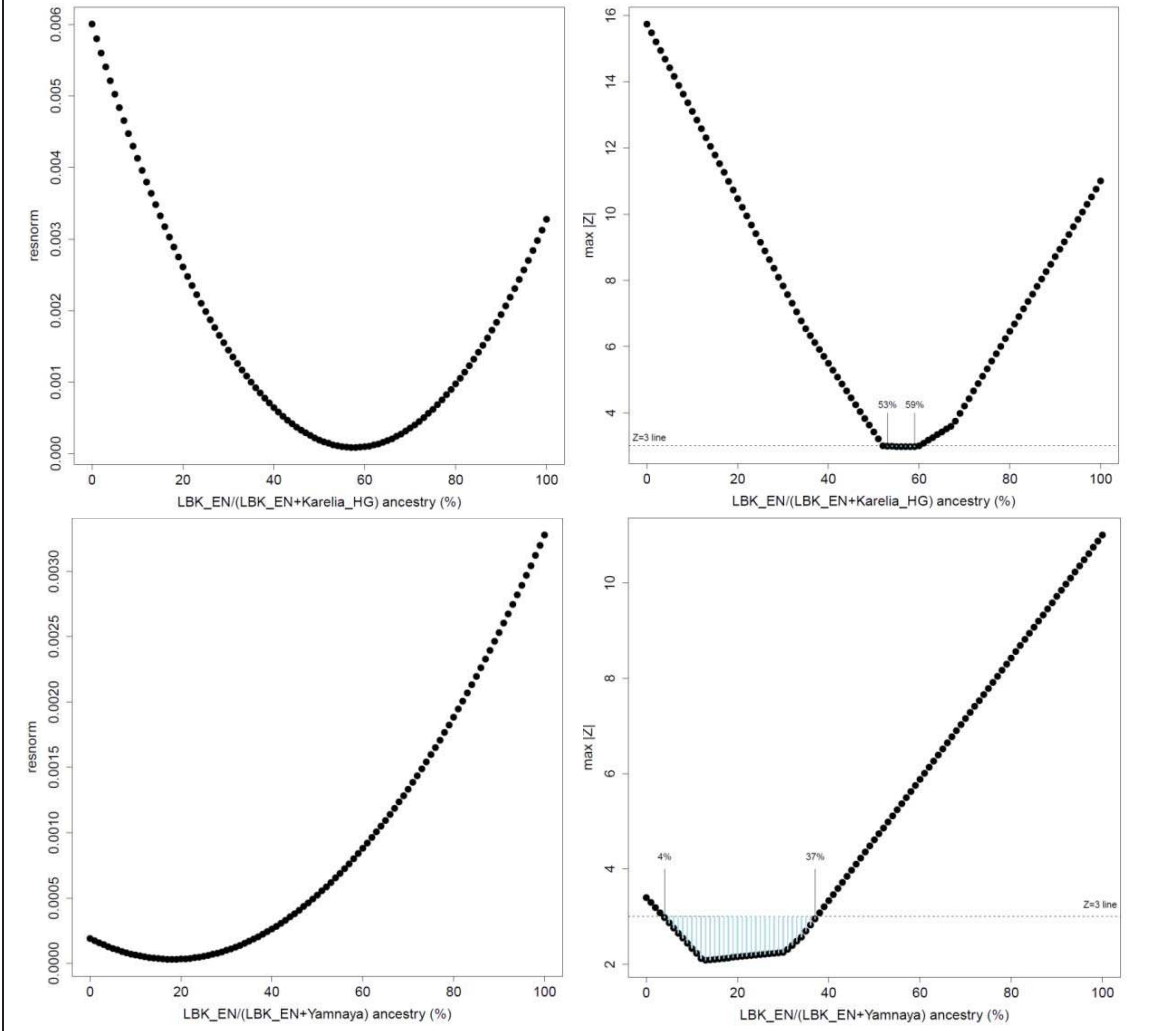 0.006
0.005
0.004
0.003
0.002
0.001
0.000
resnorm
0 20 40 60 80 100
LBK_EN/(LBK_EN+Karelia_HG) ancestry (%)
16
14
12
10
8
6
4
max |Z|
53% 59%
Z=3 line
0 20 40 60 80 100
LBK_EN/(LBK_EN+Karelia_HG) ancestry (%)
0.0030
0.0025
0.0020
0.0015
0.0010
0.0005
0.0000
resnorm
0 20 40 60 80 100
LBK_EN/(LBK_EN+Yamnaya) ancestry (%)
10
8
6
4
2
max |Z|
4% 37%
Z=3 line
0 20 40 60 80 100
LBK_EN/(LBK_EN+Yamnaya) ancestry (%)